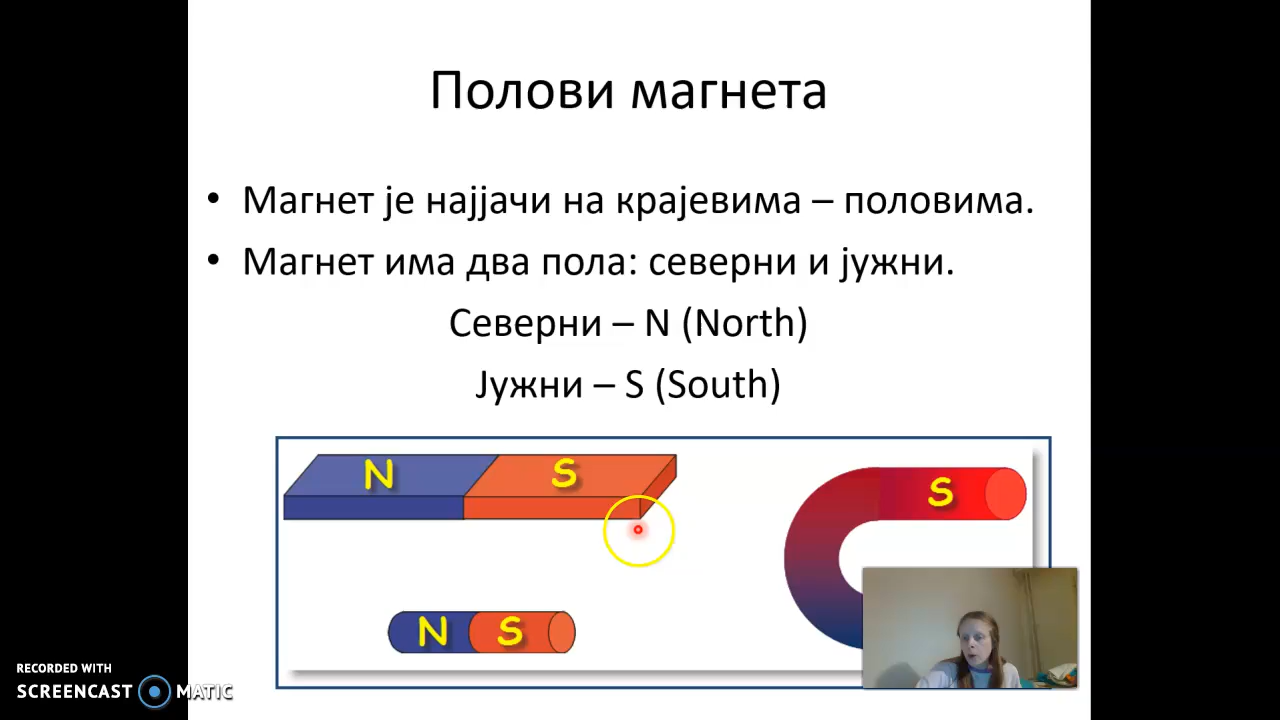 Полови магнета
• Магнет је најјачи на крајевима – половима.
• Магнет има два пола: северни и јужни.
Северни – N (North)
Јужни – S (South)
N S
S
N S
RECORDED WITH
SCREENCAST MATIC